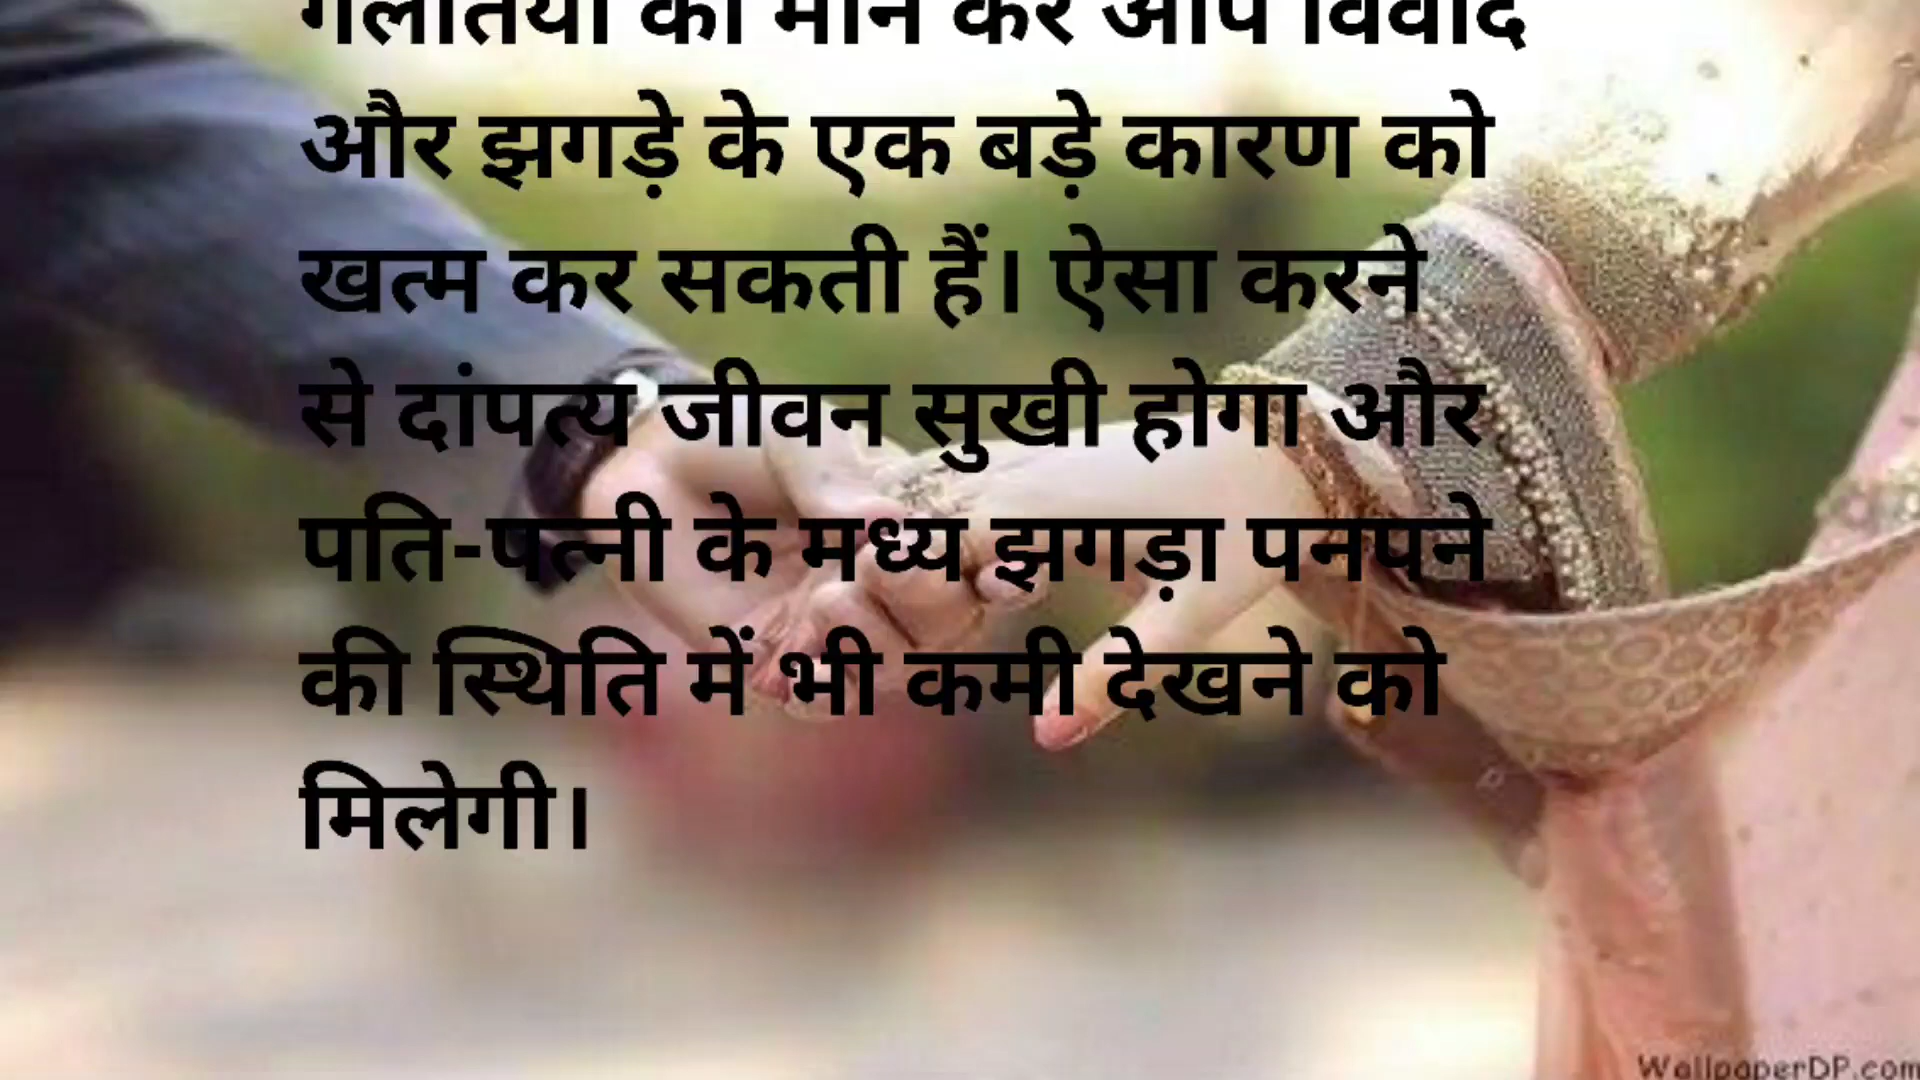 गलतियों को मान कर आप विवाद
और झगड़े के एक बड़े कारण को
खत्म कर सकती हैं। ऐसा करने
से दांपत्य जीवन सुखी होगा और
पति-पत्नी के मध्य झगड़ा पनपने
की स्थिति में भी कमी देखने को
मिलेगी।
WallpaperDP.com